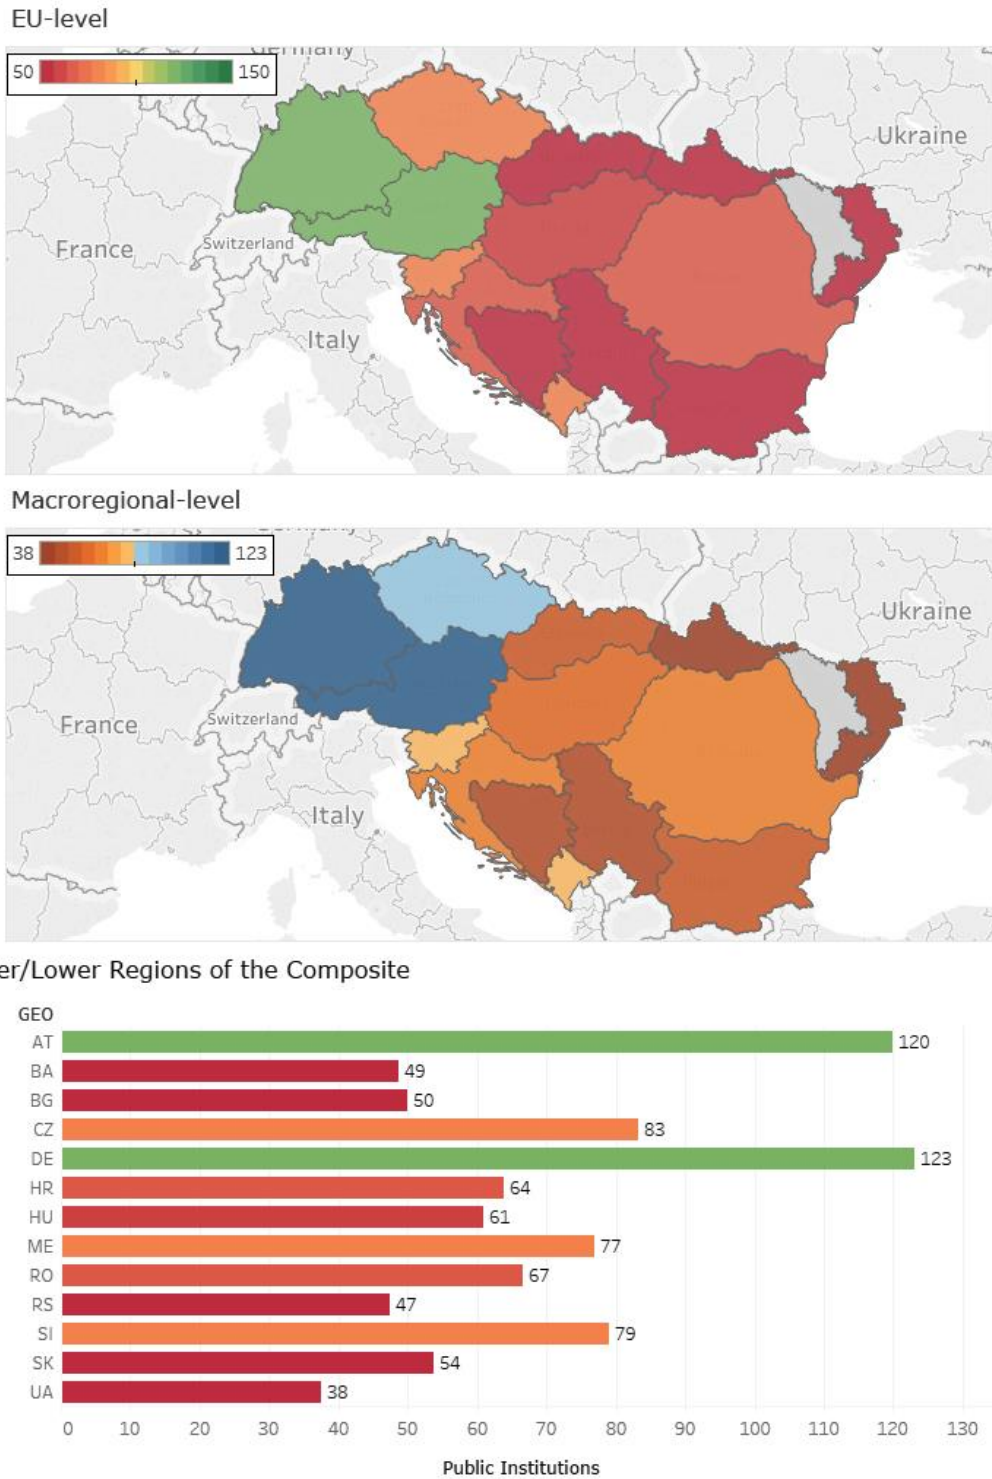 EU-level
50 150
Germany
Ukraine
France
Switzerland
Italy
Macroregional-level
38 123
Germany
Ukraine
France
Switzerland
Italy
er/Lower Regions of the Composite
GEO
AT 120
BA 49
BG 50
CZ 83
DE 123
HR 64
HU 61
ME 77
RO 67
RS 47
SI 79
SK 54
UA 38
0 10 20 30 40 50 60 70 80 90 100 110 120 130
Public Institutions